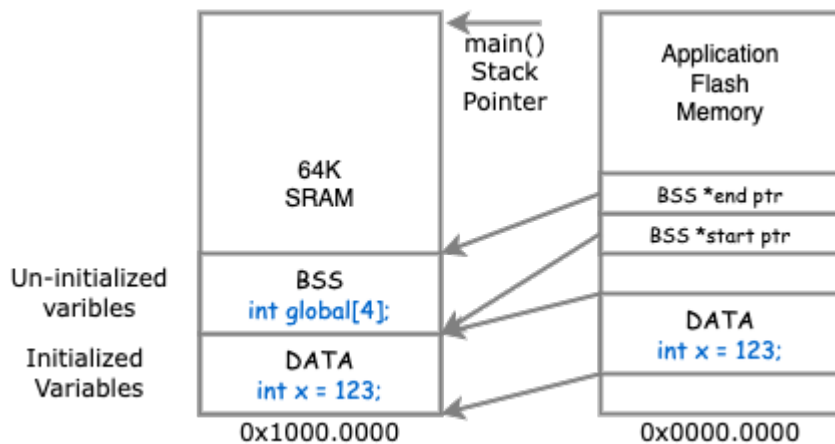 main()
Stack
Pointer
64K
SRAM
Un-initialized
varibles
BSS
int global[4];
Initialized
Variables
DATA
int x = 123;
0x1000.0000
Application
Flash
Memory
BSS *end ptr
BSS *start ptr
DATA
int x = 123;
0x0000.0000